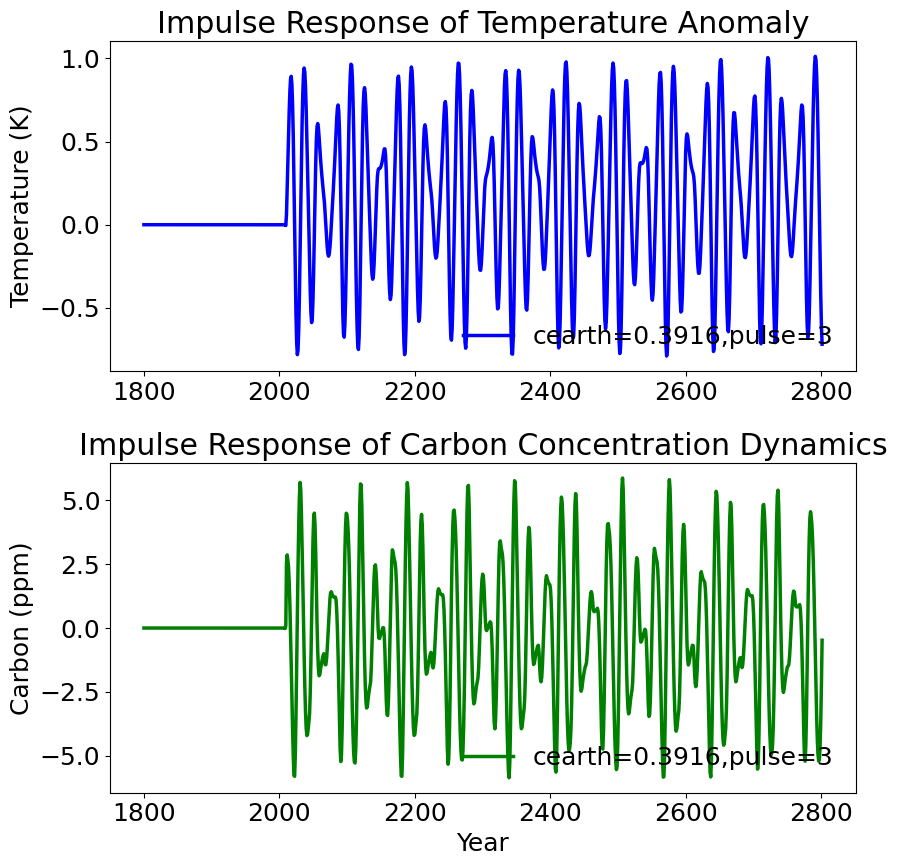 Impulse Response of Temperature Anomaly
Temperature (K)
1.0
0.5
0.0
−0.5
cearth=0.3916,pulse=3
1800 2000 2200 2400 2600 2800
Impulse Response of Carbon Concentration Dynamics
Carbon (ppm)
5.0
2.5
0.0
−2.5
−5.0
cearth=0.3916,pulse=3
1800 2000 2200 2400 2600 2800
Year